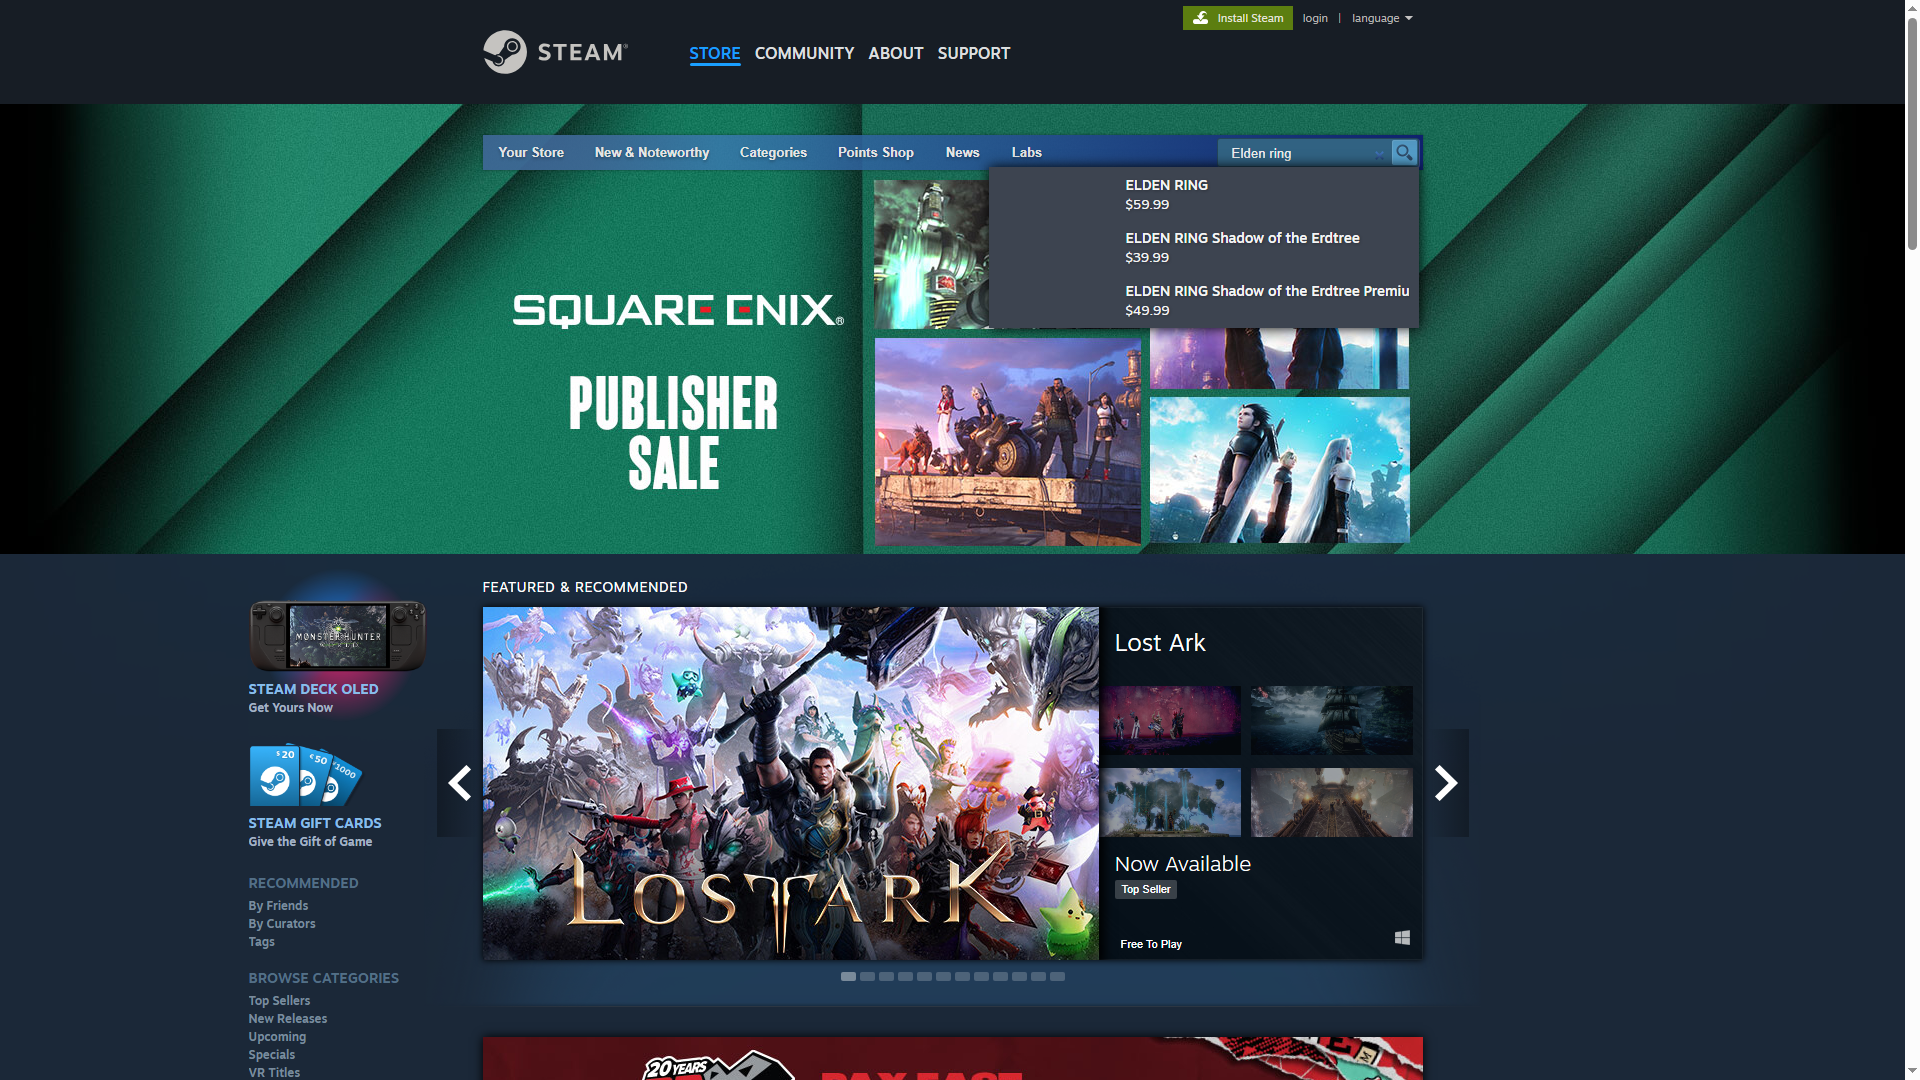 Install Steam
login | language
STEAM®
STORE COMMUNITY ABOUT SUPPORT
Your Store New & Noteworthy Categories Points Shop News Labs
Elden ring
ELDEN RING
$59.99
ELDEN RING Shadow of the Erdtree
$39.99
ELDEN RING Shadow of the Erdtree Premiu
$49.99
SQUARE ENIX®
PUBLISHER
SALE
FEATURED & RECOMMENDED
MONSTER HUNTER
STEAM DECK OLED
Get Yours Now
$20
€50
¥1000
STEAM GIFT CARDS
Give the Gift of Game
RECOMMENDED
By Friends
By Curators
Tags
BROWSE CATEGORIES
Top Sellers
New Releases
Upcoming
Specials
VR Titles
LOST ARK
Lost Ark
Now Available
Top Seller
Free To Play
20 YEARS
PAX EAST